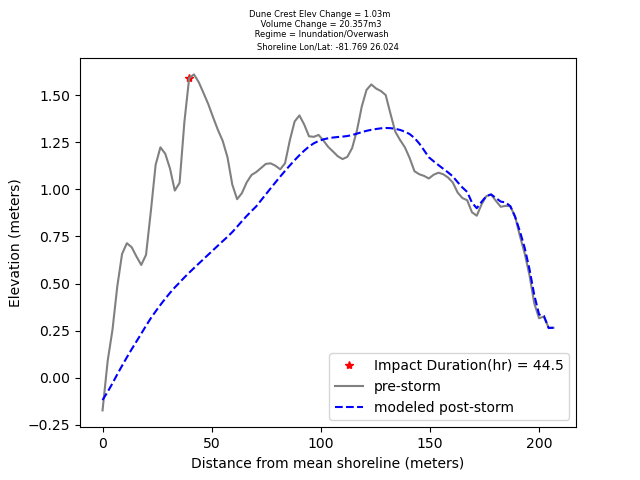 Dune Crest Elev Change = 1.03m
Volume Change = 20.357m3
Regime = Inundation/Overwash
Shoreline Lon/Lat: -81.769 26.024
1.50
1.25
1.00
0.75
0.50
0.25
0.00
−0.25
Elevation (meters)
Impact Duration(hr) = 44.5
pre-storm
modeled post-storm
0 50 100 150 200
Distance from mean shoreline (meters)